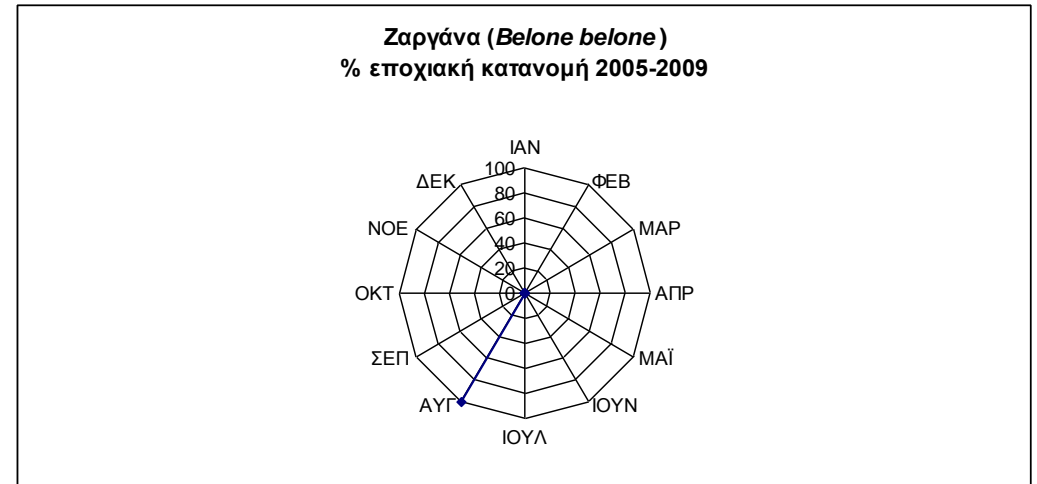 Ζαργάνα (Belone belone)
% εποχιακή κατανομή 2005-2009
ΙΑΝ
ΦΕΒ
ΜΑΡ
ΑΠΡ
ΜΑΪ
ΙΟΥΝ
ΙΟΥΛ
ΑΥΓ
ΣΕΠ
ΟΚΤ
ΝΟΕ
ΔΕΚ
100
80
60
40
20
0